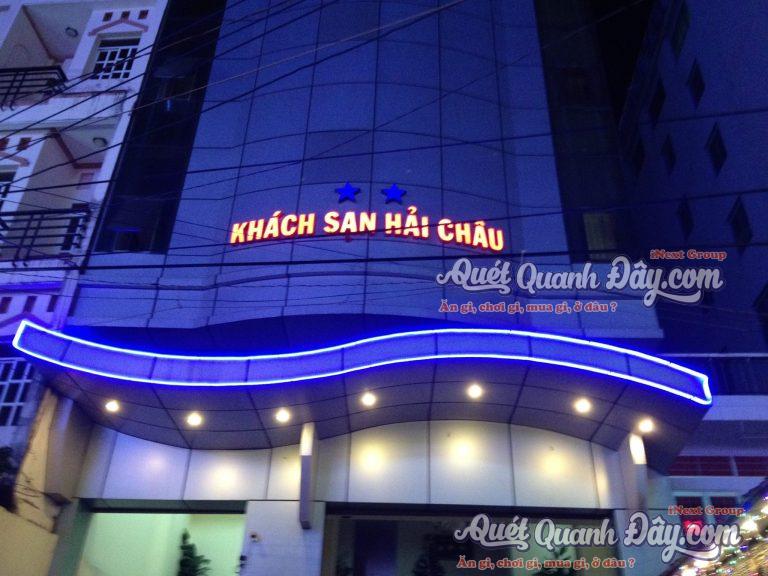 KHÁCH SẠN HẢI CHÂU
iNext Group
Quét Quanh Đây.com
Ăn gì, chơi gì, mua gì, ở đâu ?
iNext Group
Quét Quanh Đây.com
Ăn gì, chơi gì, mua gì, ở đâu ?